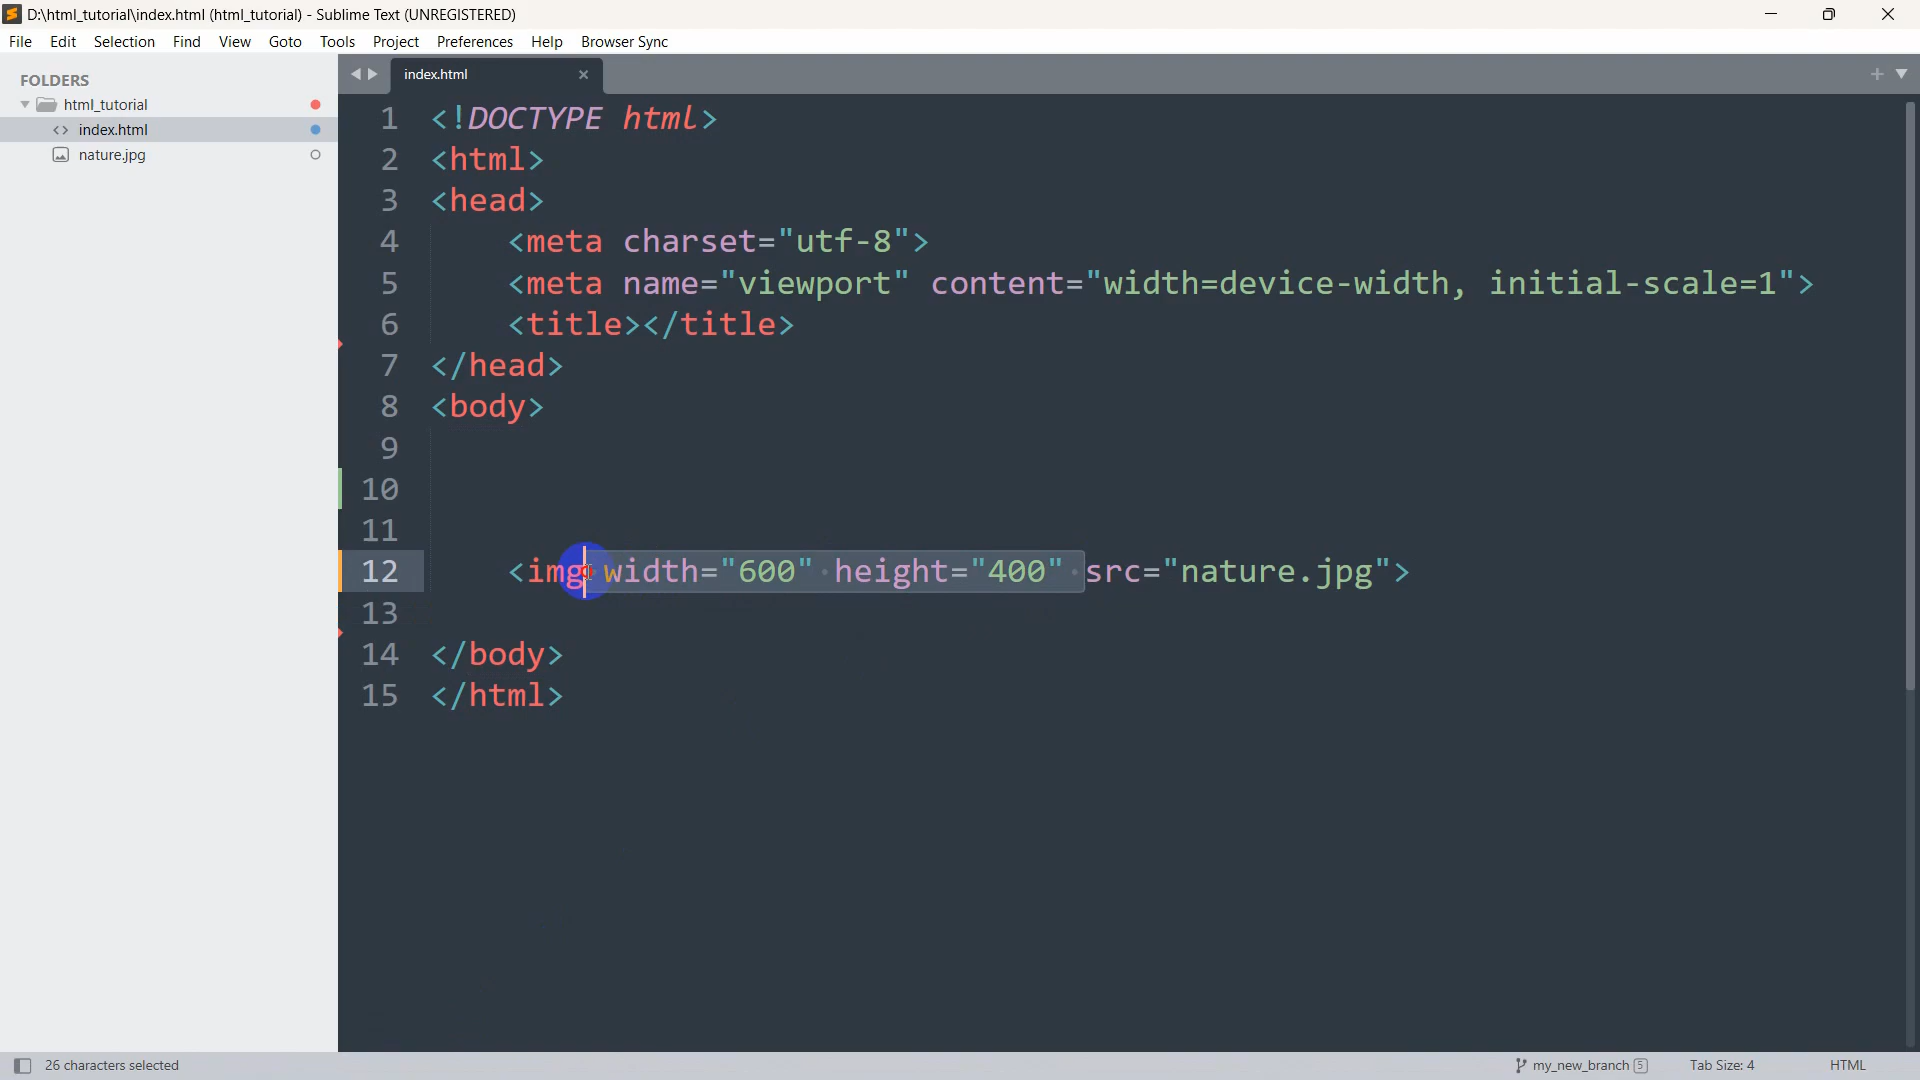 D:\html_tutorial\index.html (html_tutorial) - Sublime Text (UNREGISTERED)
File Edit Selection Find View Goto Tools Project Preferences Help Browser Sync
FOLDERS
html_tutorial
index.html
nature.jpg
index.html
1 <!DOCTYPE html>
2 <html>
3 <head>
4 <meta charset="utf-8">
5 <meta name="viewport" content="width=device-width, initial-scale=1">
6 <title></title>
7 </head>
8 <body>
9
10
11
12 <img width="600" height="400" src="nature.jpg">
13
14 </body>
15 </html>
26 characters selected
my_new_branch 5
Tab Size: 4
HTML